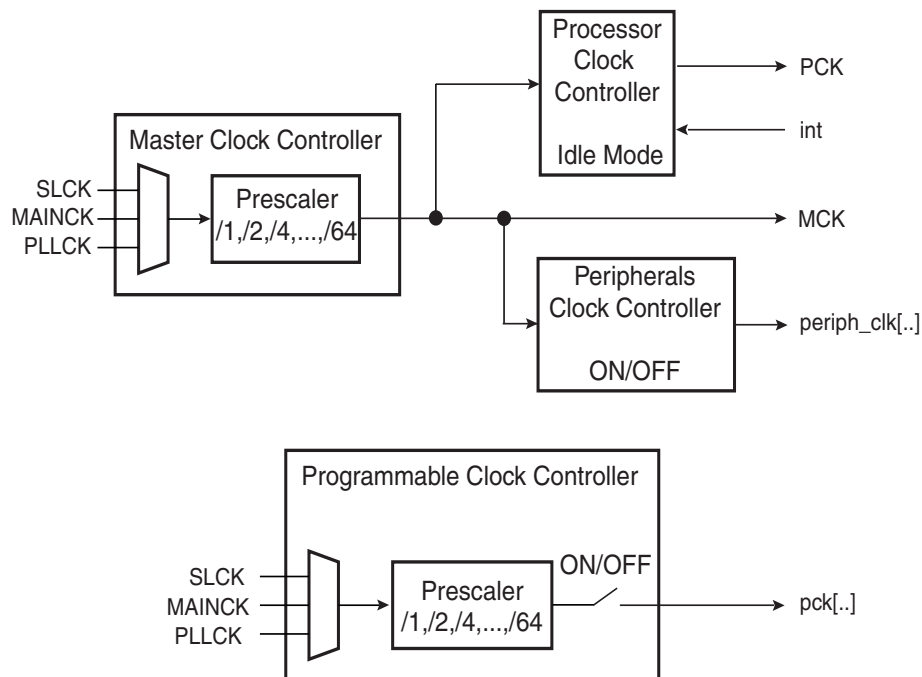 Processor
Clock
Controller
Idle Mode
PCK
int
Master Clock Controller
SLCK
MAINCK
PLLCK
Prescaler
/1,/2,/4,...,/64
MCK
Peripherals
Clock Controller
ON/OFF
periph_clk[..]
Programmable Clock Controller
SLCK
MAINCK
PLLCK
Prescaler
/1,/2,/4,...,/64
ON/OFF
pck[..]